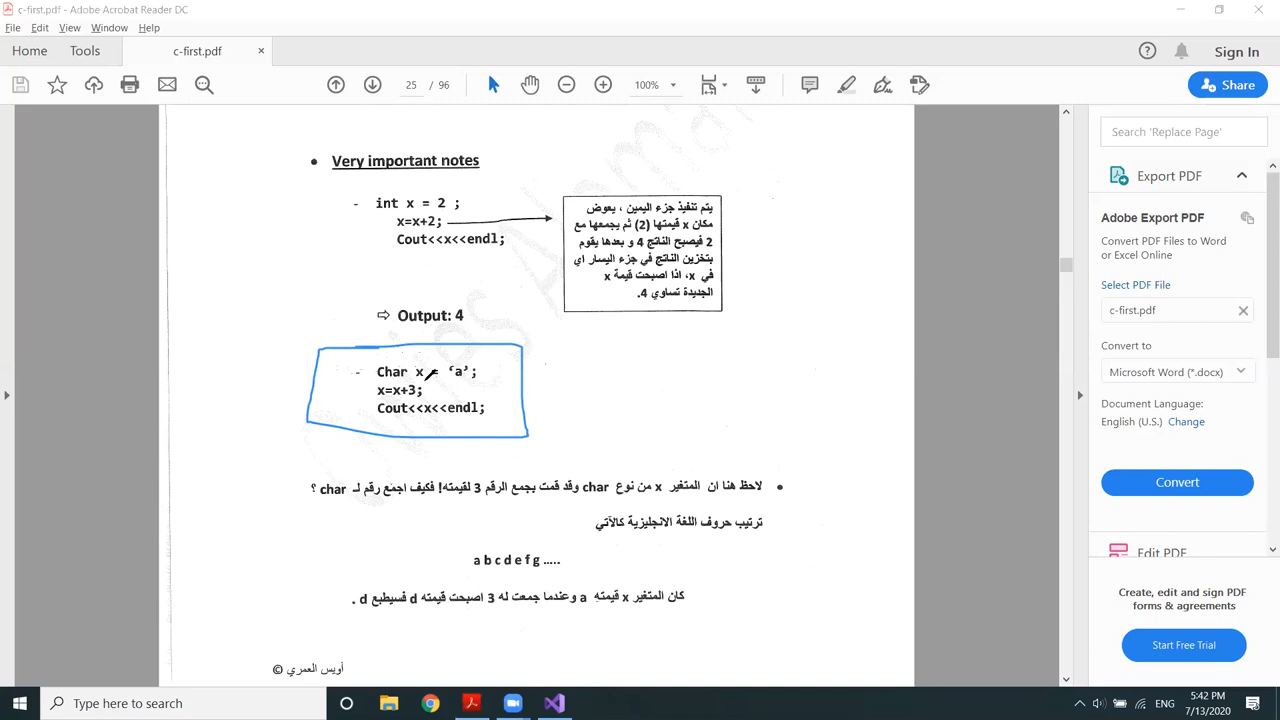 c-first.pdf - Adobe Acrobat Reader DC
File Edit View Window Help
Home Tools c-first.pdf × Sign In
25 / 96 100% Share
Very important notes
- int x = 2 ;
x=x+2;
Cout<<x<<endl;
يتم تنفيذ جزء اليمين ، يعوض
مكان x قيمتها (2) ثم يجمعها مع
2 فيصبح الناتج 4 و بعدها يقوم
بتخزين الناتج في جزء اليسار اي
في x، اذا اصبحت قيمة x
الجديدة تساوي 4.
⇨ Output: 4
- Char x = ‘a’;
x=x+3;
Cout<<x<<endl;
• لاحظ هنا ان المتغير x من نوع char وقد قمت بجمع الرقم 3 لقيمته! فكيف اجمع رقم لـ char ؟
ترتيب حروف اللغة الانجليزية كالآتي
a b c d e f g .....
كان المتغير x قيمته a وعندما جمعت له 3 اصبحت قيمته d فسيطبع d .
أويس العمري ©
Search 'Replace Page'
Export PDF
Adobe Export PDF
Convert PDF Files to Word
or Excel Online
Select PDF File
c-first.pdf
Convert to
Microsoft Word (*.docx)
Document Language:
English (U.S.) Change
Convert
Edit PDF
Create, edit and sign PDF
forms & agreements
Start Free Trial
Type here to search
ENG
5:42 PM
7/13/2020